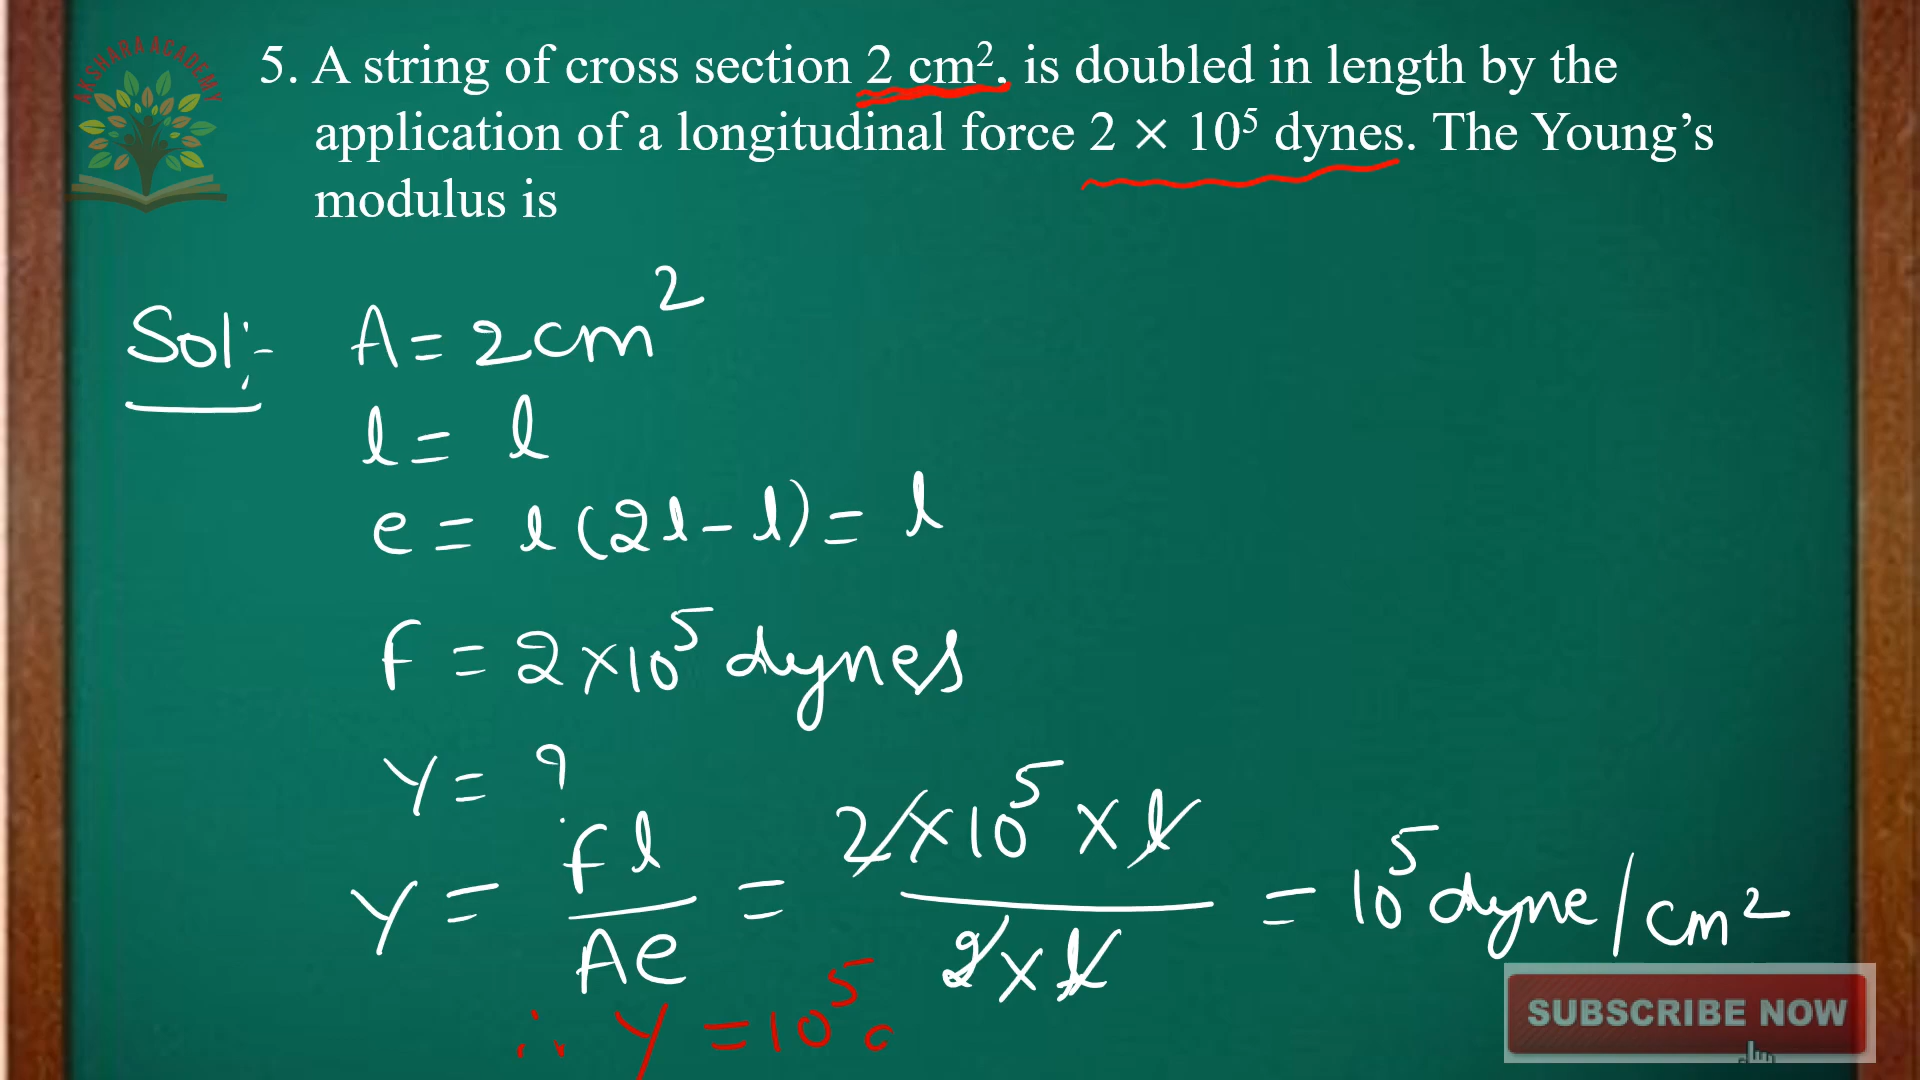 AKSHARA ACADEMY
5. A string of cross section 2 cm², is doubled in length by the
application of a longitudinal force 2 × 10⁵ dynes. The Young’s
modulus is
Sol:- A = 2cm²
l = l
e = l (2l - l) = l
F = 2×10⁵ dynes
Y = ?
Y = Fl/Ae = 2×10⁵ × l / 2×l = 10⁵ dyne/cm²
∴ Y = 10⁵
SUBSCRIBE NOW